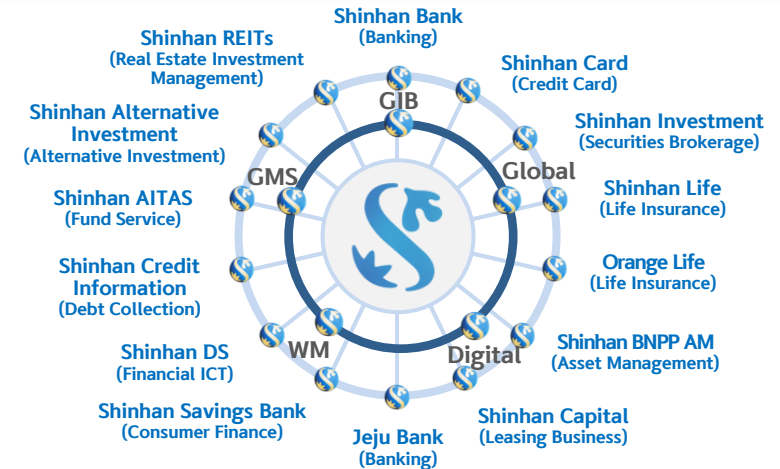 Shinhan Bank
(Banking)
Shinhan Card
(Credit Card)
Shinhan Investment
(Securities Brokerage)
Shinhan Life
(Life Insurance)
Orange Life
(Life Insurance)
Shinhan BNPP AM
(Asset Management)
Shinhan Capital
(Leasing Business)
Jeju Bank
(Banking)
Shinhan Savings Bank
(Consumer Finance)
Shinhan DS
(Financial ICT)
Shinhan Credit
Information
(Debt Collection)
Shinhan AITAS
(Fund Service)
Shinhan Alternative
Investment
(Alternative Investment)
Shinhan REITs
(Real Estate Investment
Management)
GIB
Global
Digital
WM
GMS